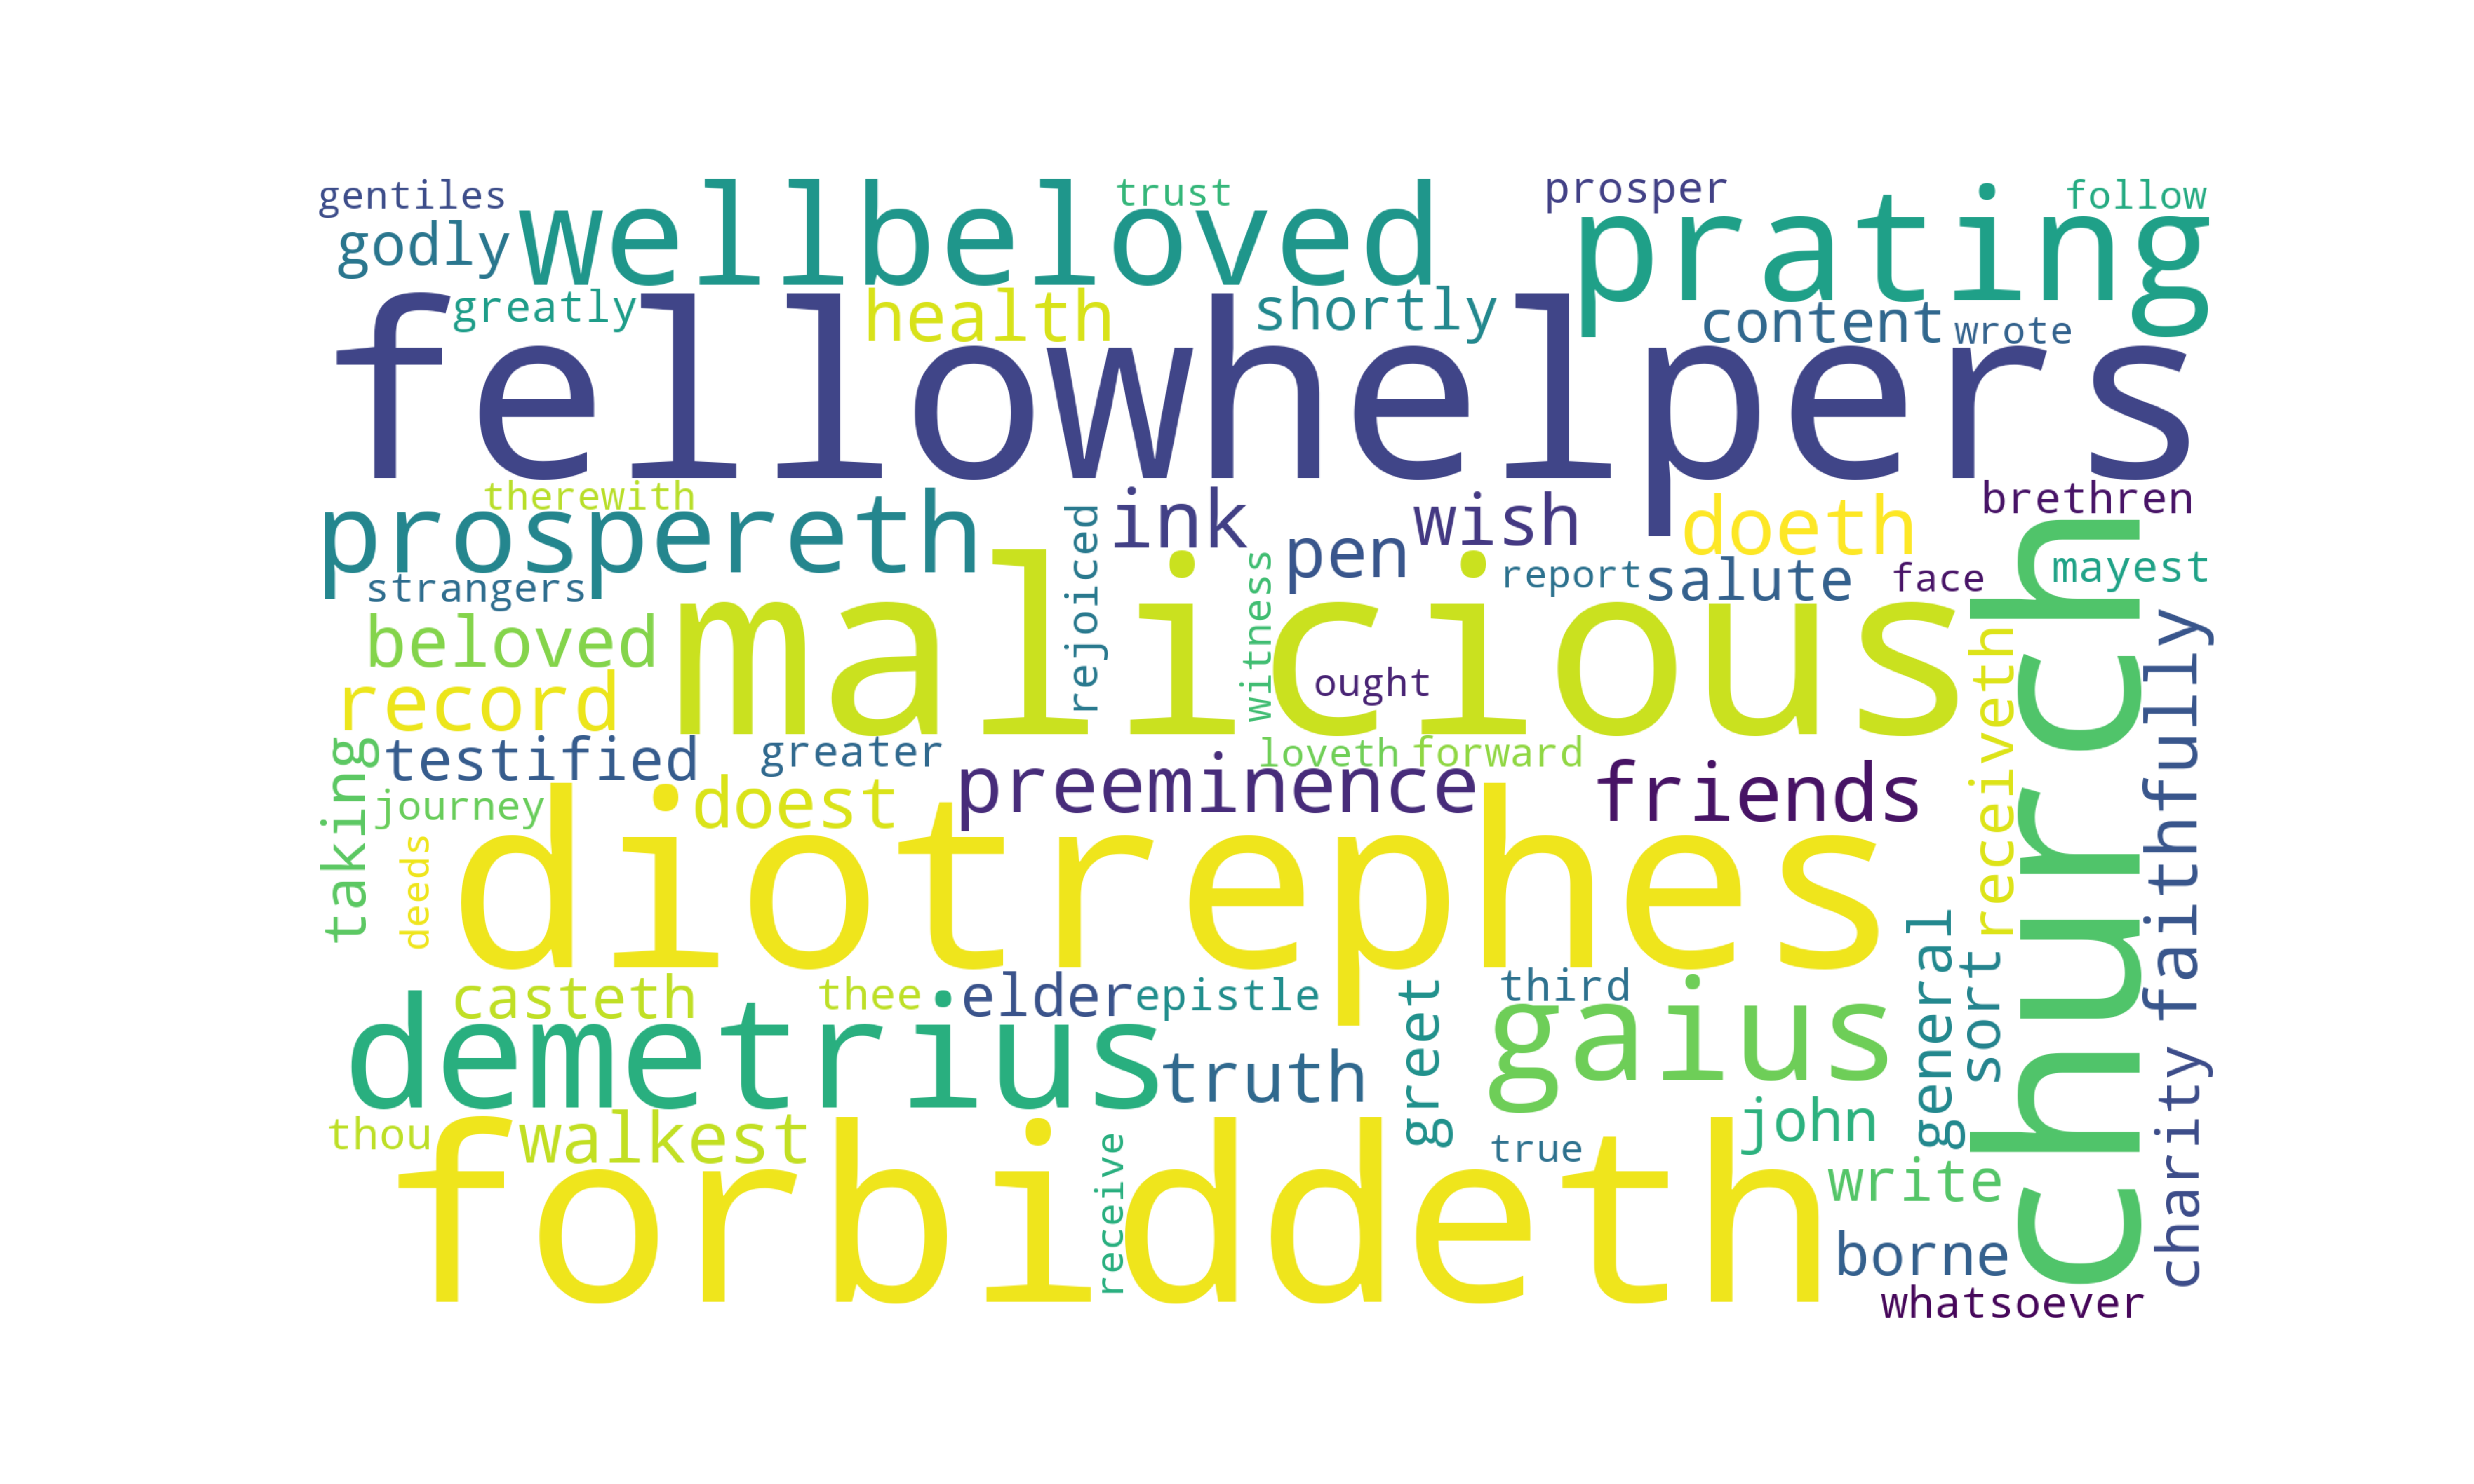 gentiles
trust
prosper
follow
godly
wellbeloved
prating
greatly
health
shortly
content
wrote
fellowhelpers
therewith
prospereth
rejoiced
ink
wish
doeth
brethren
strangers
witness
pen
report
salute
face
mayest
beloved
malicious
ought
record
receiveth
church
faithfully
testified
greater
loveth
forward
taking
journey
doest
preeminence
friends
deeds
diotrephes
general
sort
casteth
thee
elder
epistle
greet
third
demetrius
truth
gaius
john
charity
thou
walkest
receive
true
write
forbiddeth
borne
whatsoever